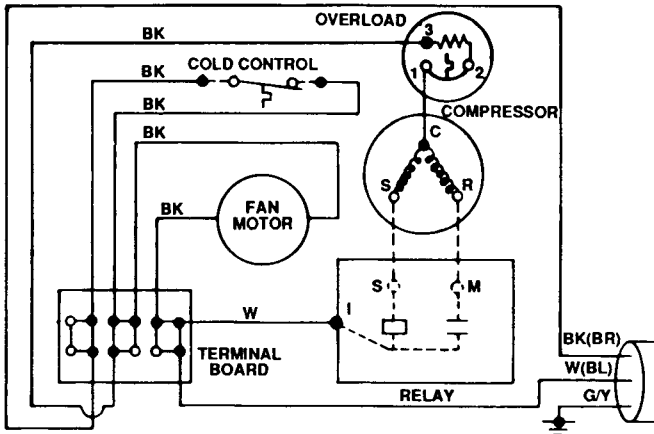 OVERLOAD
BK
3
COLD CONTROL
BK
1
2
BK
COMPRESSOR
BK
C
S
R
FAN
MOTOR
BK
S
M
W
1
TERMINAL
BOARD
RELAY
BK(BR)
W(BL)
G/Y